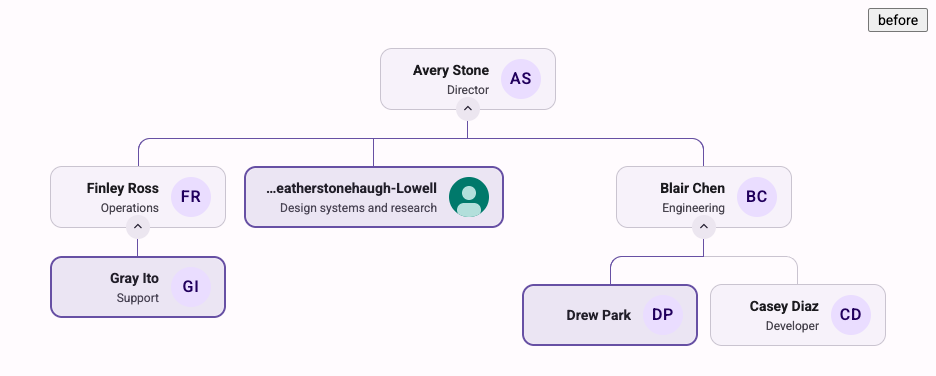 before
Avery Stone
Director
AS
Finley Ross
Operations
FR
...eatherstonehaugh-Lowell
Design systems and research
Blair Chen
Engineering
BC
Gray Ito
Support
GI
Drew Park
DP
Casey Diaz
Developer
CD